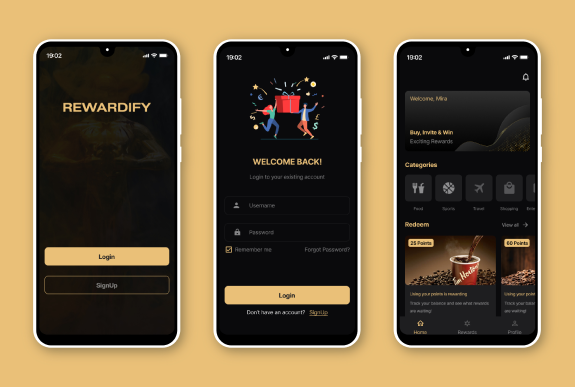 19:02
REWARDIFY
Login
SignUp
19:02
WELCOME BACK!
Login to your existing account
Username
Password
Remember me
Forgot Password?
Login
Don't have an account? SignUp
19:02
Welcome, Mira
Buy, Invite & Win
Exciting Rewards
Categories
Food
Sports
Travel
Shopping
Redeem
View all
25 Points
60 Points
Tim Hortons
Using your points is rewarding
Using your po
Track your balance and see what rewards
are waiting!
Track your
are waiting!
Home
Rewards
Profile